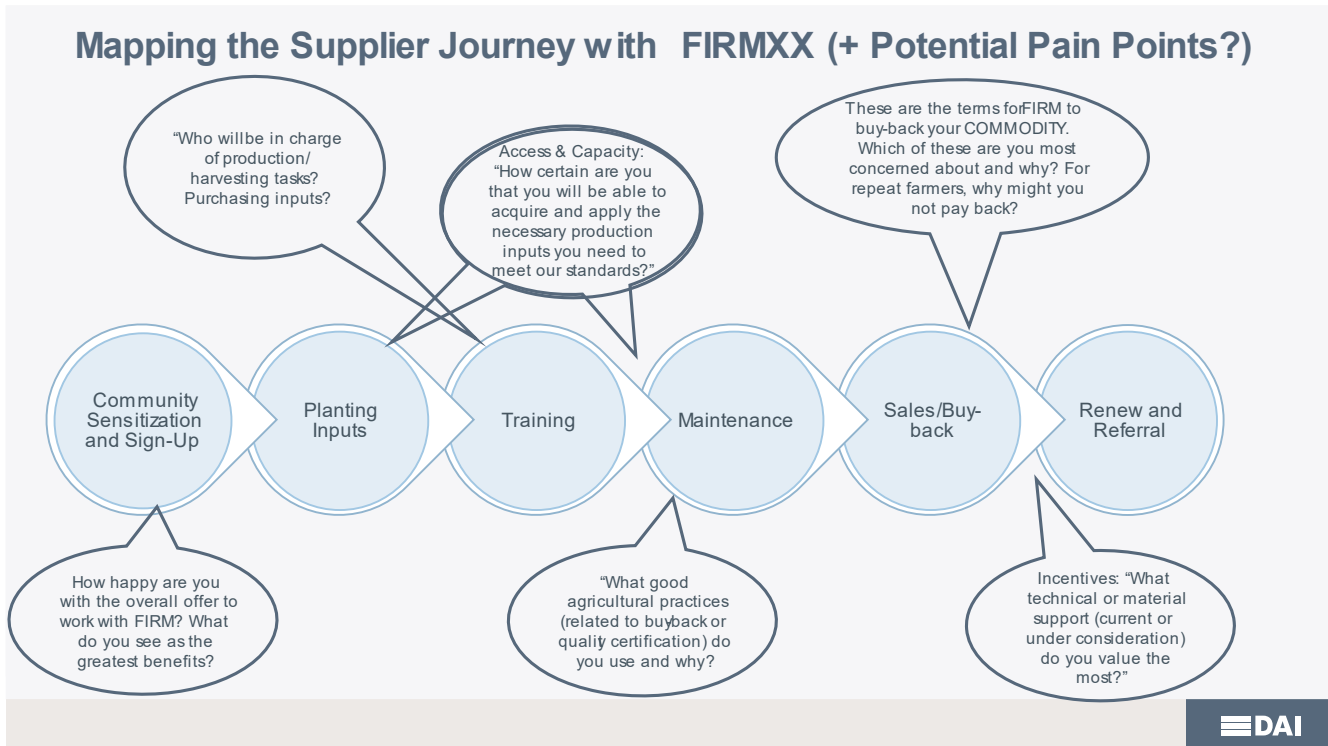 Mapping the Supplier Journey with FIRMXX (+ Potential Pain Points?)
“Who will be in charge
of production/
harvesting tasks?
Purchasing inputs?
Access & Capacity:
“How certain are you
that you will be able to
acquire and apply the
necessary production
inputs you need to
meet our standards?”
These are the terms for FIRM to
buy-back your COMMODITY.
Which of these are you most
concerned about and why? For
repeat farmers, why might you
not pay back?
Community
Sensitization
and Sign-Up
Planting
Inputs
Training
Maintenance
Sales/Buy-
back
Renew and
Referral
How happy are you
with the overall offer to
work with FIRM? What
do you see as the
greatest benefits?
“What good
agricultural practices
(related to buyback or
quality certification) do
you use and why?
Incentives: “What
technical or material
support (current or
under consideration)
do you value the
most?”
DAI